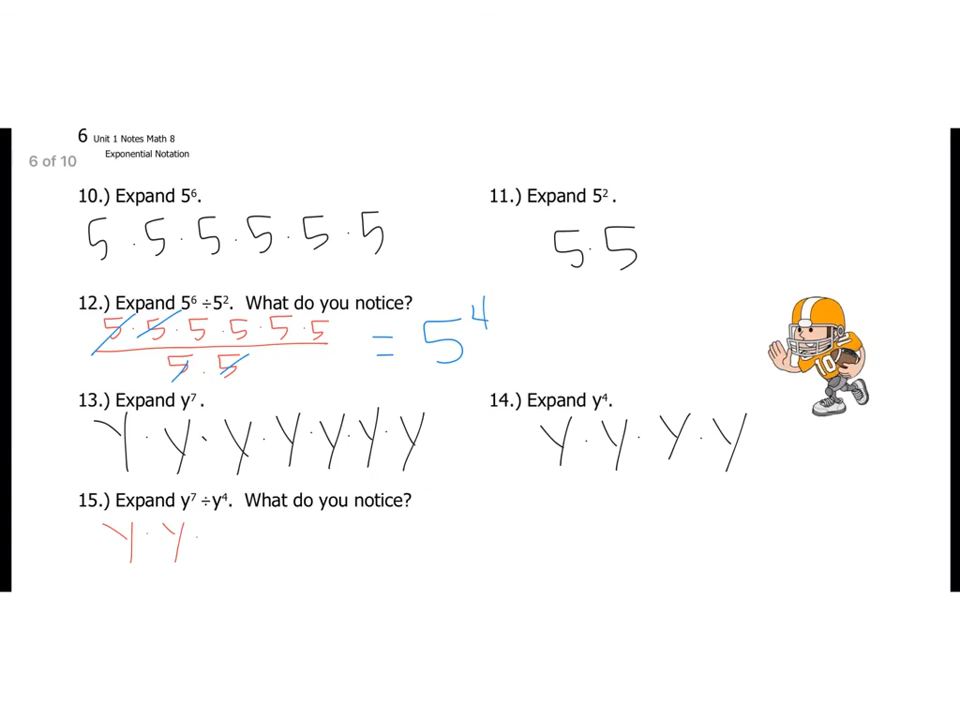 6 Unit 1 Notes Math 8
Exponential Notation
6 of 10
10.) Expand 5⁶.
5 · 5 · 5 · 5 · 5 · 5
11.) Expand 5² .
5 · 5
12.) Expand 5⁶ ÷5². What do you notice?
5 · 5 · 5 · 5 · 5 · 5
5 · 5
= 5⁴
13.) Expand y⁷ .
y · y · y · y · y · y · y
14.) Expand y⁴.
y · y · y · y
15.) Expand y⁷ ÷y⁴. What do you notice?
y · y ·
10